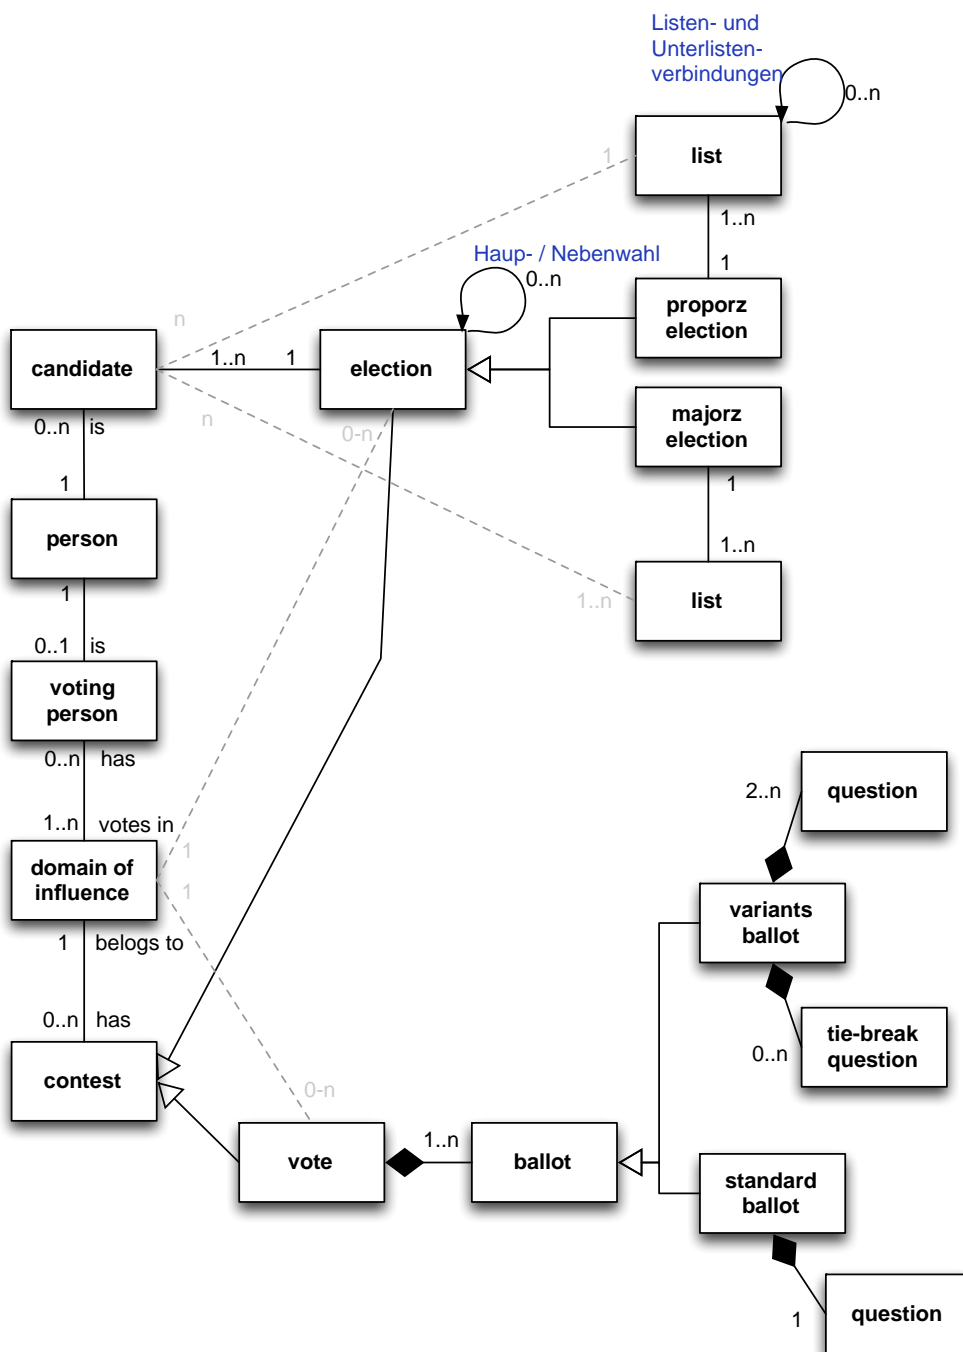 Listen- und
Unterlisten-
verbindungen
0..n
list
1
1..n
Haup- / Nebenwahl
0..n
1
proporz
election
n
candidate
1..n
1
election
majorz
election
0..n is
n
0-n
1
1
person
1..n
1
1..n
list
0..1 is
voting
person
0..n has
2..n
question
1..n votes in
1
domain of
influence
1
variants
ballot
1 belogs to
0..n has
tie-break
question
0..n
contest
0-n
1..n
vote
ballot
standard
ballot
1
question